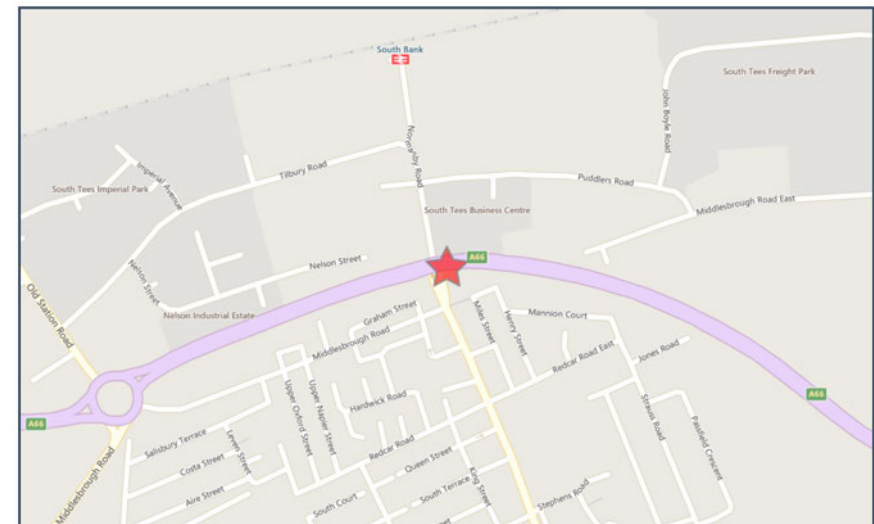 South Bank
South Tees Freight Park
John Boyle Road
Normanby Road
Imperial Avenue
Tilbury Road
South Tees Imperial Park
Puddlers Road
South Tees Business Centre
Middlesbrough Road East
A66
Nelson Street
Nelson Street
Old Station Road
Nelson Industrial Estate
Graham Street
Miles Street
Henry Street
Mannion Court
Middlesbrough Road
Jones Road
Redcar Road East
A66
Upper Oxford Street
Upper Napier Street
Hardwick Road
Strauss Road
Passfield Crescent
A66
Salisbury Terrace
Leven Street
Redcar Road
Costa Street
Queen Street
King Street
Middlesbrough Road
Aire Street
South Court
South Terrace
Stephens Road